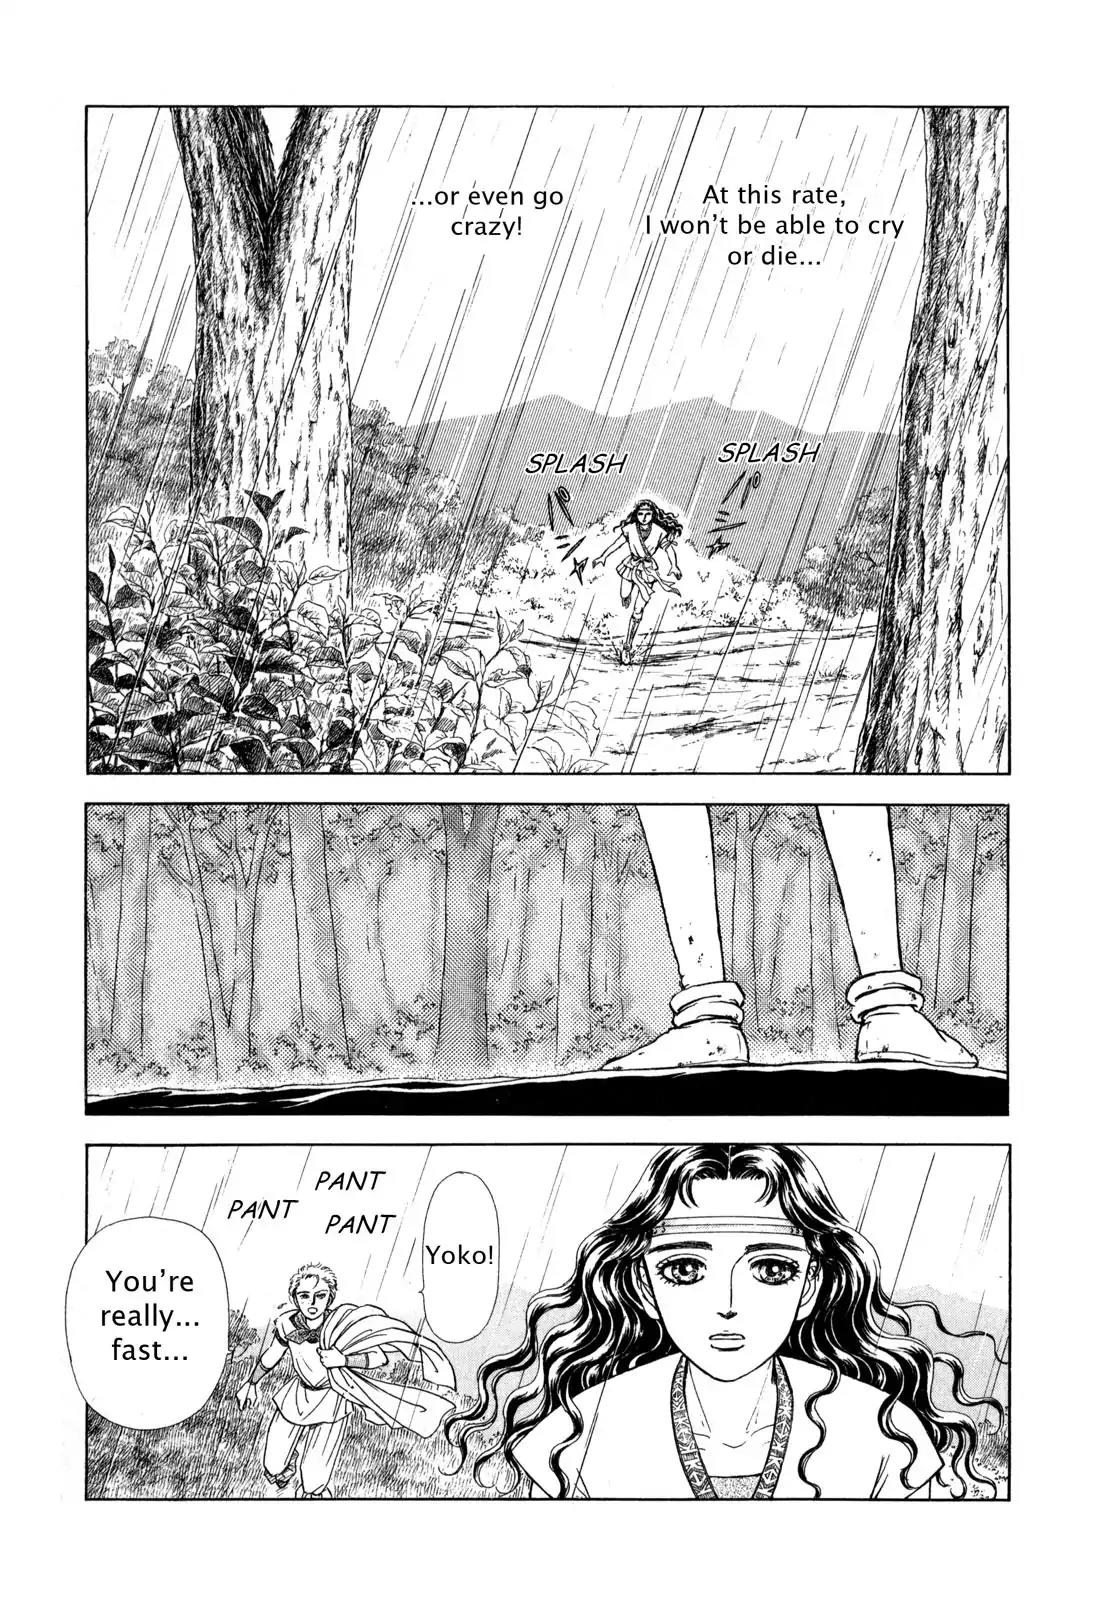 At this rate,
I won't be able to cry
or die...
...or even go
crazy!
SPLASH
SPLASH
Yoko!
PANT
PANT
PANT
You're
really...
fast...